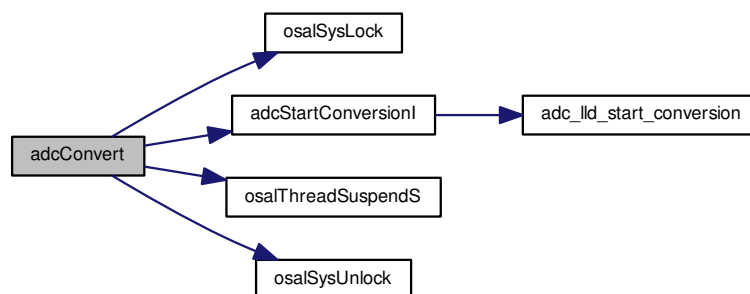 osalSysLock
adcStartConversionI
adc_lld_start_conversion
adcConvert
osalThreadSuspendS
osalSysUnlock